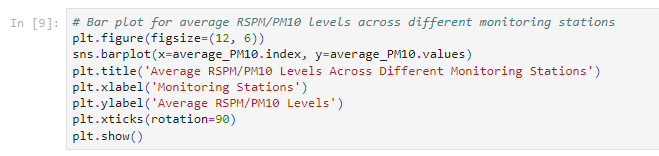 In [9]: # Bar plot for average RSPM/PM10 levels across different monitoring stations
plt.figure(figsize=(12, 6))
sns.barplot(x=average_PM10.index, y=average_PM10.values)
plt.title('Average RSPM/PM10 Levels Across Different Monitoring Stations')
plt.xlabel('Monitoring Stations')
plt.ylabel('Average RSPM/PM10 Levels')
plt.xticks(rotation=90)
plt.show()